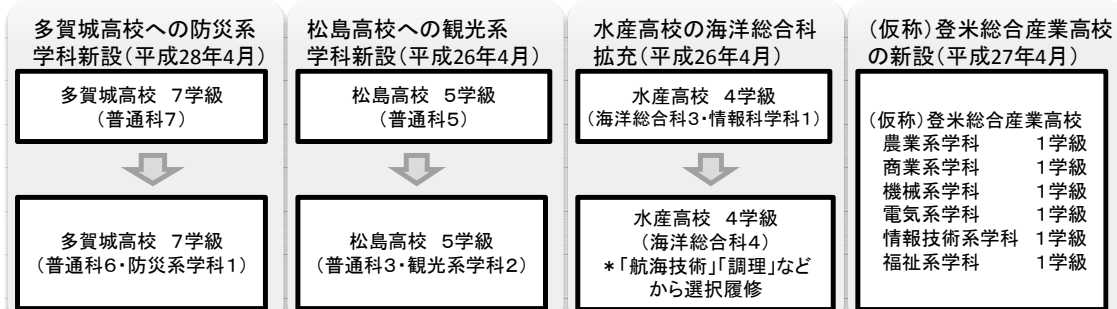 多賀城高校への防災系
学科新設(平成28年4月)
多賀城高校 7学級
(普通科7)
多賀城高校 7学級
(普通科6・防災系学科1)
松島高校への観光系
学科新設(平成26年4月)
松島高校 5学級
(普通科5)
松島高校 5学級
(普通科3・観光系学科2)
水産高校の海洋総合科
拡充(平成26年4月)
水産高校 4学級
(海洋総合科3・情報科学科1)
水産高校 4学級
(海洋総合科4)
*「航海技術」「調理」など
から選択履修
(仮称)登米総合産業高校
の新設(平成27年4月)
(仮称)登米総合産業高校
農業系学科 1学級
商業系学科 1学級
機械系学科 1学級
電気系学科 1学級
情報技術系学科 1学級
福祉系学科 1学級